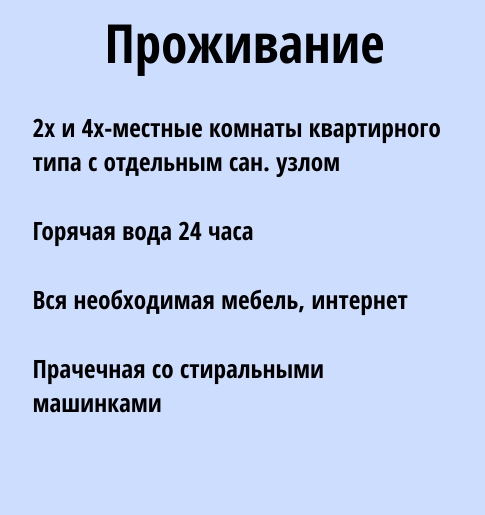 Проживание
2х и 4х-местные комнаты квартирного
типа с отдельным сан. узлом
Горячая вода 24 часа
Вся необходимая мебель, интернет
Прачечная со стиральными
машинками